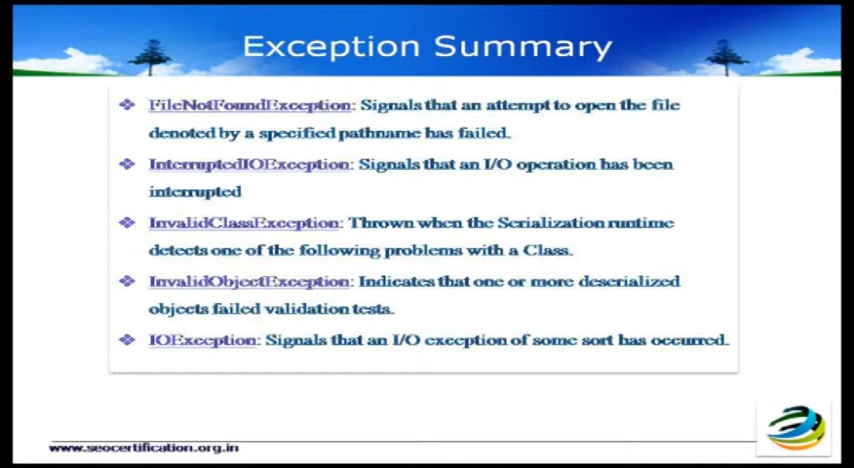 Exception Summary
❖ FileNotFoundException: Signals that an attempt to open the file
denoted by a specified pathname has failed.
❖ InterruptedIOException: Signals that an I/O operation has been
interrupted
❖ InvalidClassException: Thrown when the Serialization runtime
detects one of the following problems with a Class.
❖ InvalidObjectException: Indicates that one or more deserialized
objects failed validation tests.
❖ IOException: Signals that an I/O exception of some sort has occurred.
www.seocertification.org.in